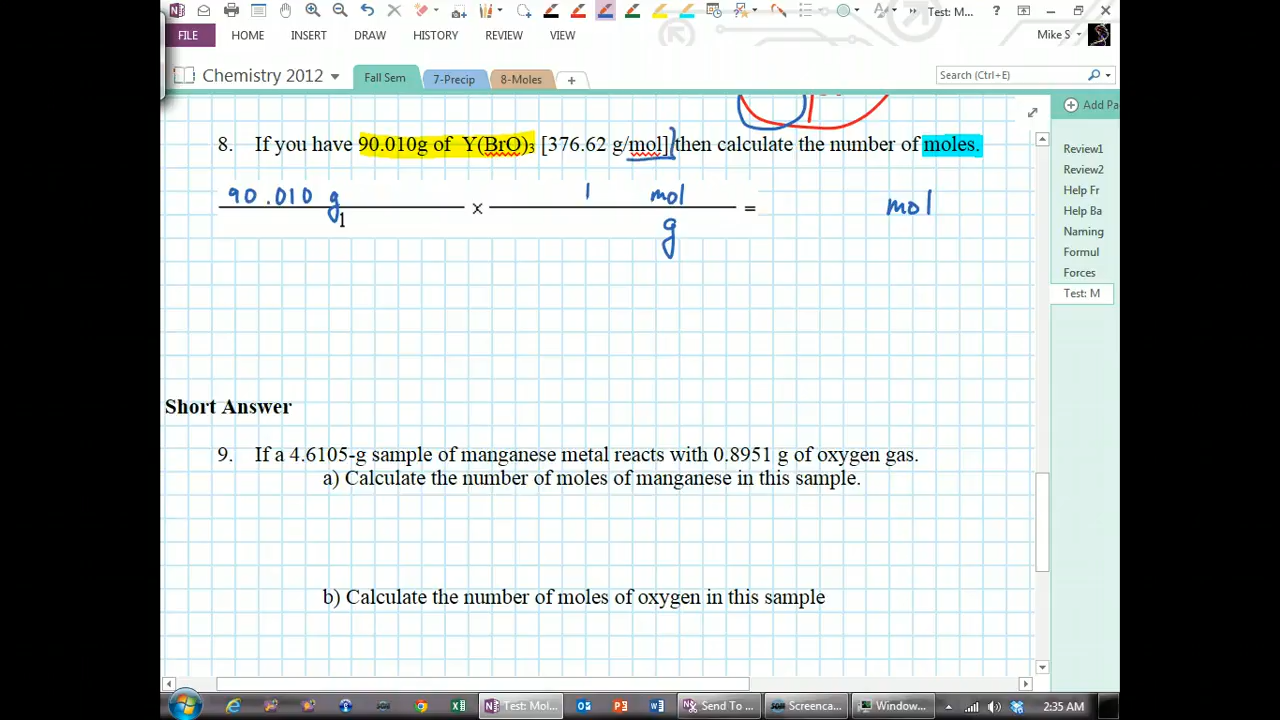 Test: M...
FILE HOME INSERT DRAW HISTORY REVIEW VIEW
Mike S
Chemistry 2012
Fall Sem
7-Precip
8-Moles
Search (Ctrl+E)
Add Pa
8. If you have 90.010g of Y(BrO)₃ [376.62 g/mol] then calculate the number of moles.
90.010 g × 1 mol = mol
g
Short Answer
9. If a 4.6105-g sample of manganese metal reacts with 0.8951 g of oxygen gas.
a) Calculate the number of moles of manganese in this sample.
b) Calculate the number of moles of oxygen in this sample
Review1
Review2
Help Fr
Help Ba
Naming
Formul
Forces
Test: M
Test: Mol...
Send To ...
Screenca...
Window...
2:35 AM